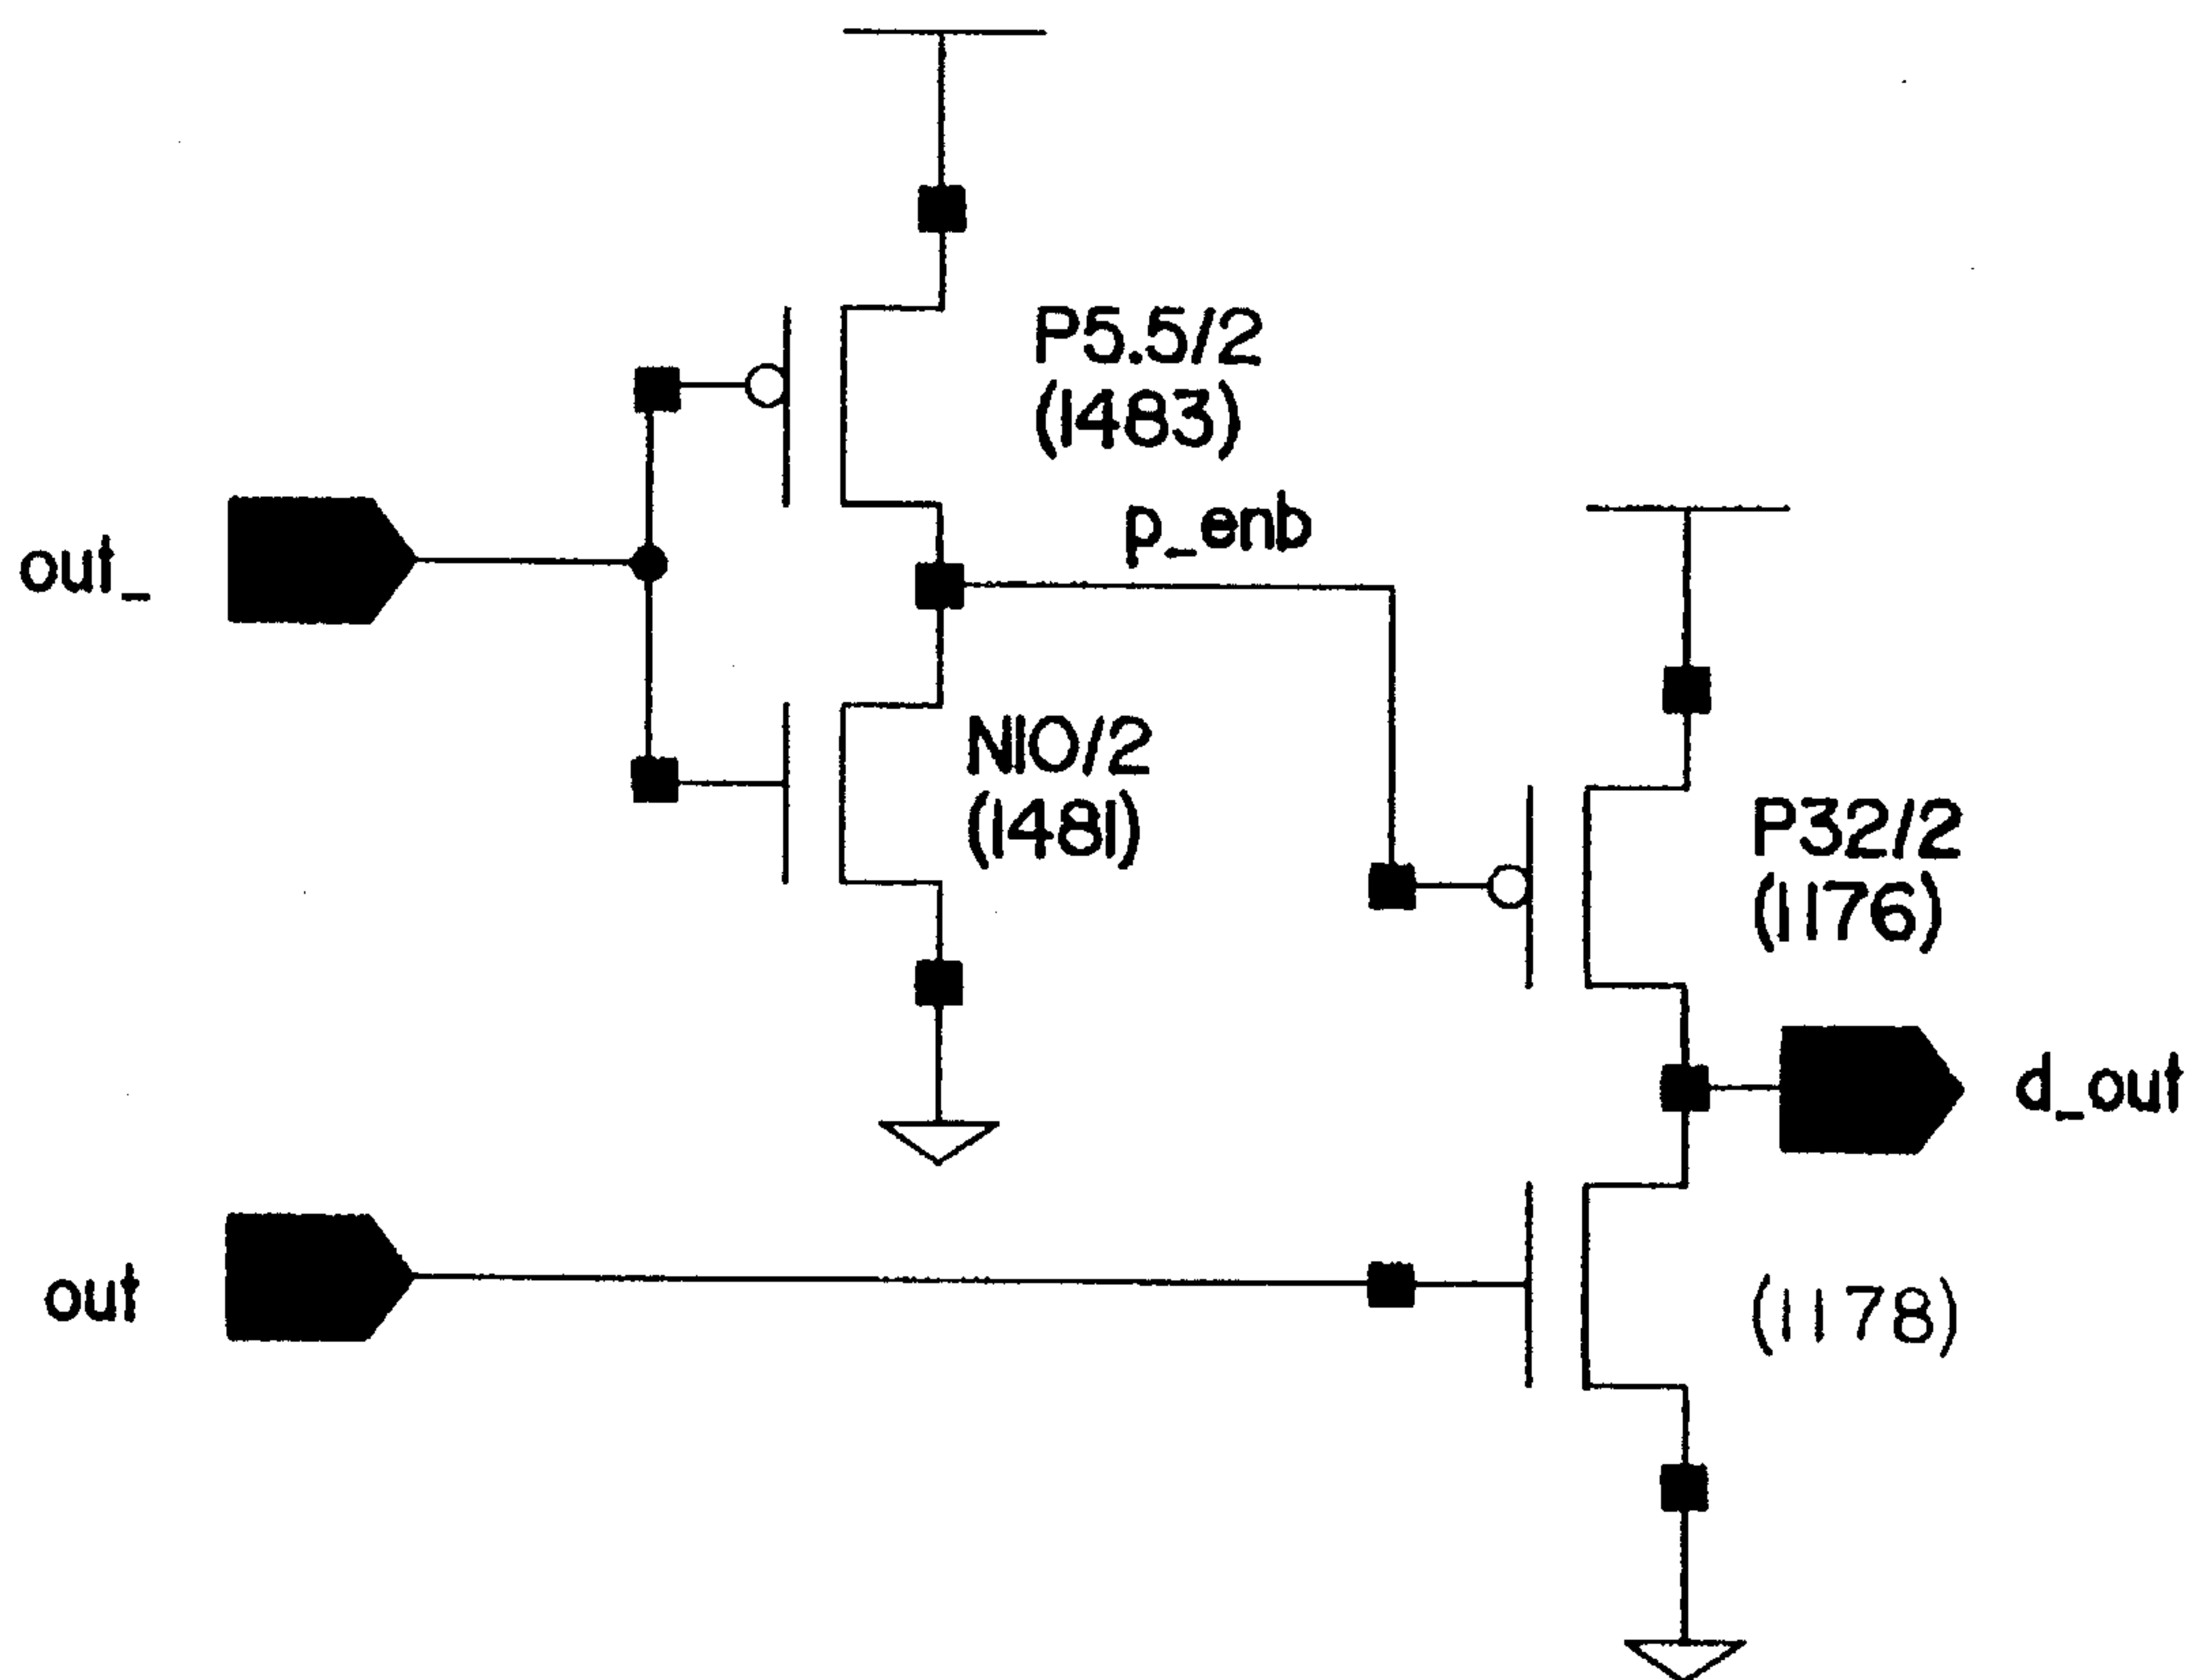 P5.5/2
(1483)
p_enb
out_
N10/2
(1481)
P32/2
(1176)
d_out
out
(1178)